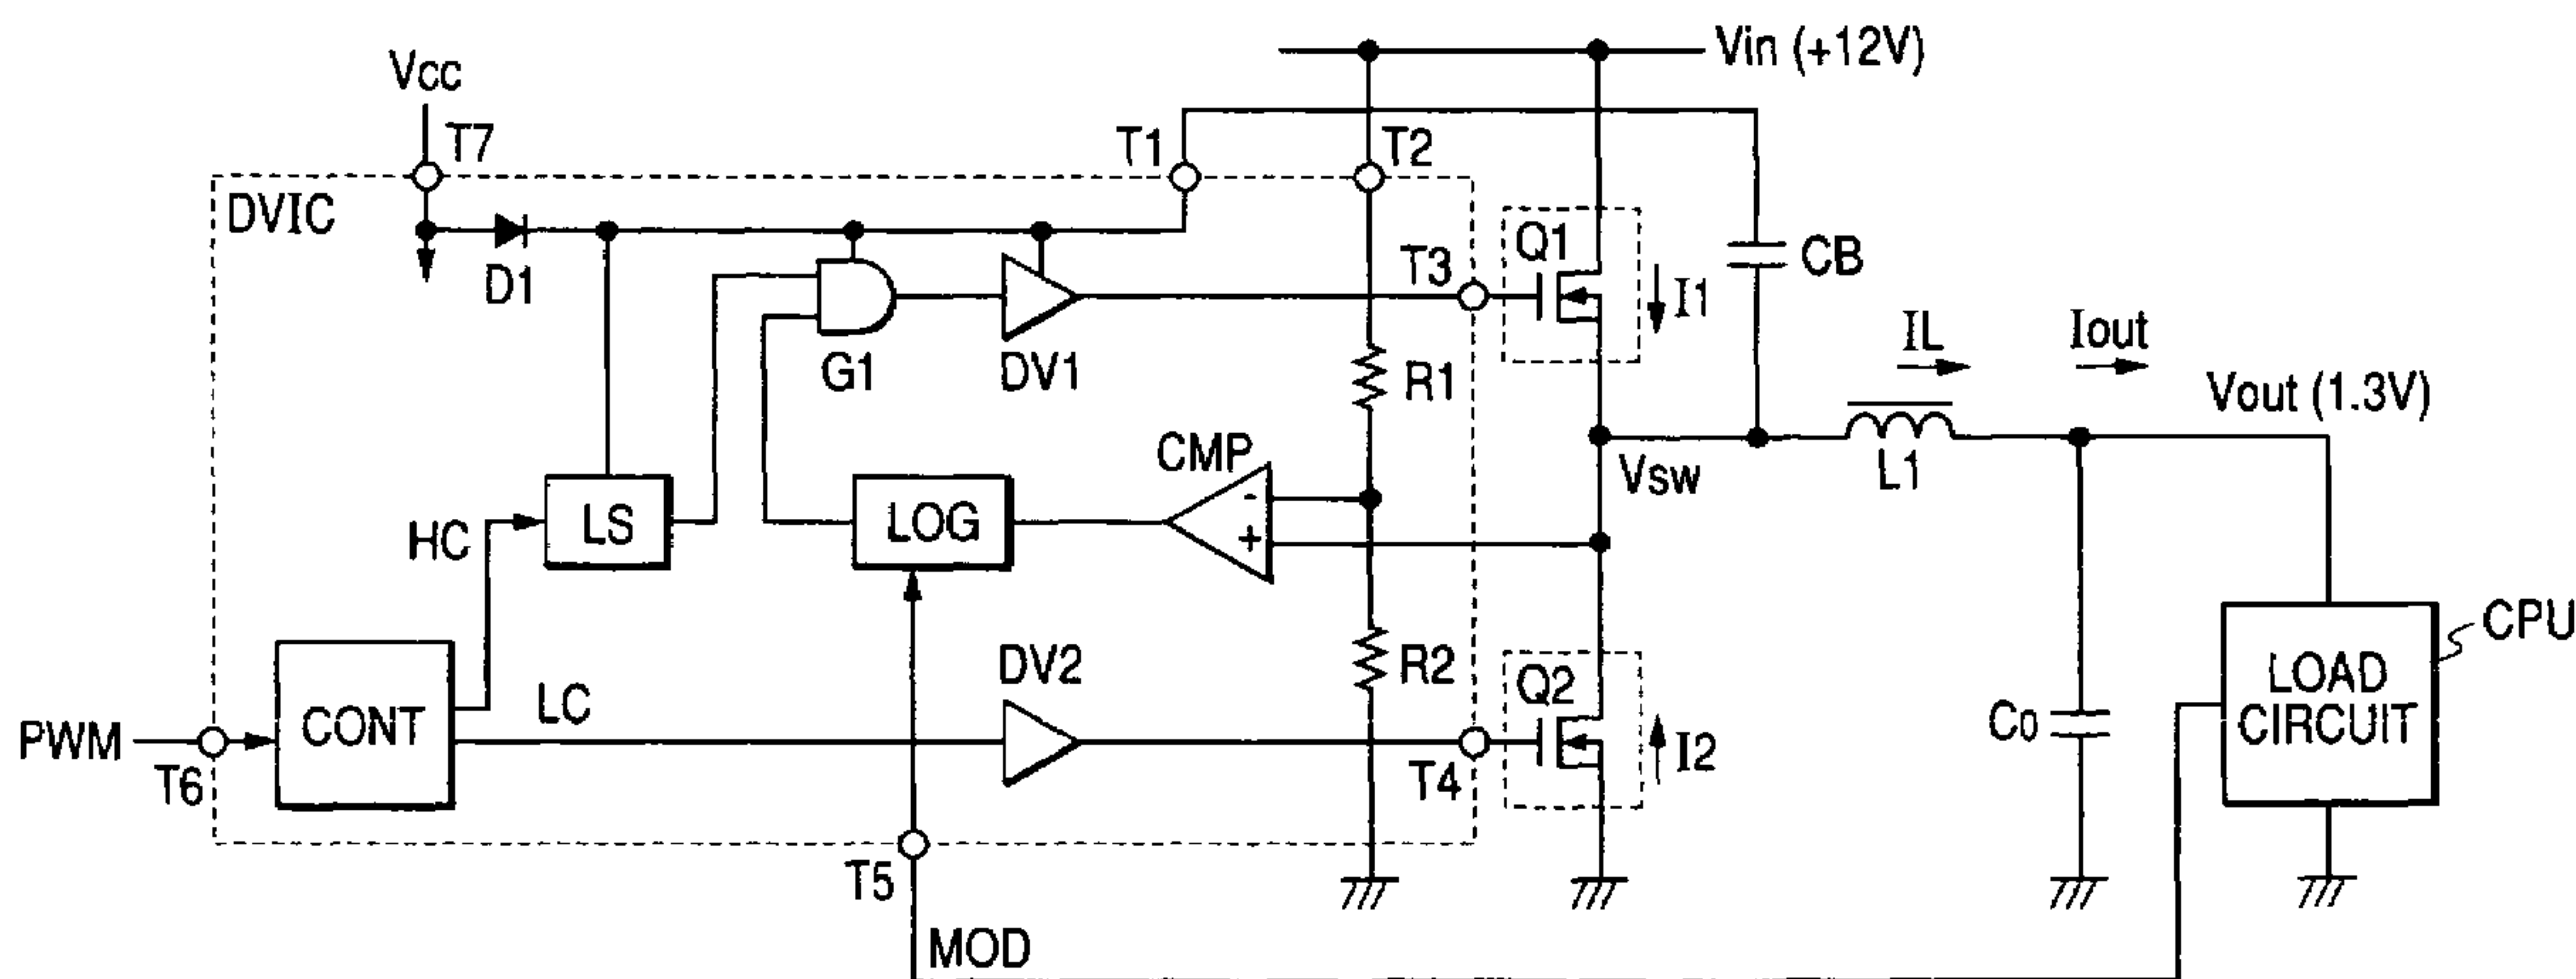 Vin (+12V)
Vcc
T7
T1
T2
DVIC
D1
G1
DV1
T3
Q1
I1
CB
R1
IL
Iout
Vout (1.3V)
L1
Vsw
CMP
-
+
HC
LS
LOG
CONT
LC
DV2
R2
Q2
I2
T4
PWM
T6
T5
MOD
C0
LOAD
CIRCUIT
CPU